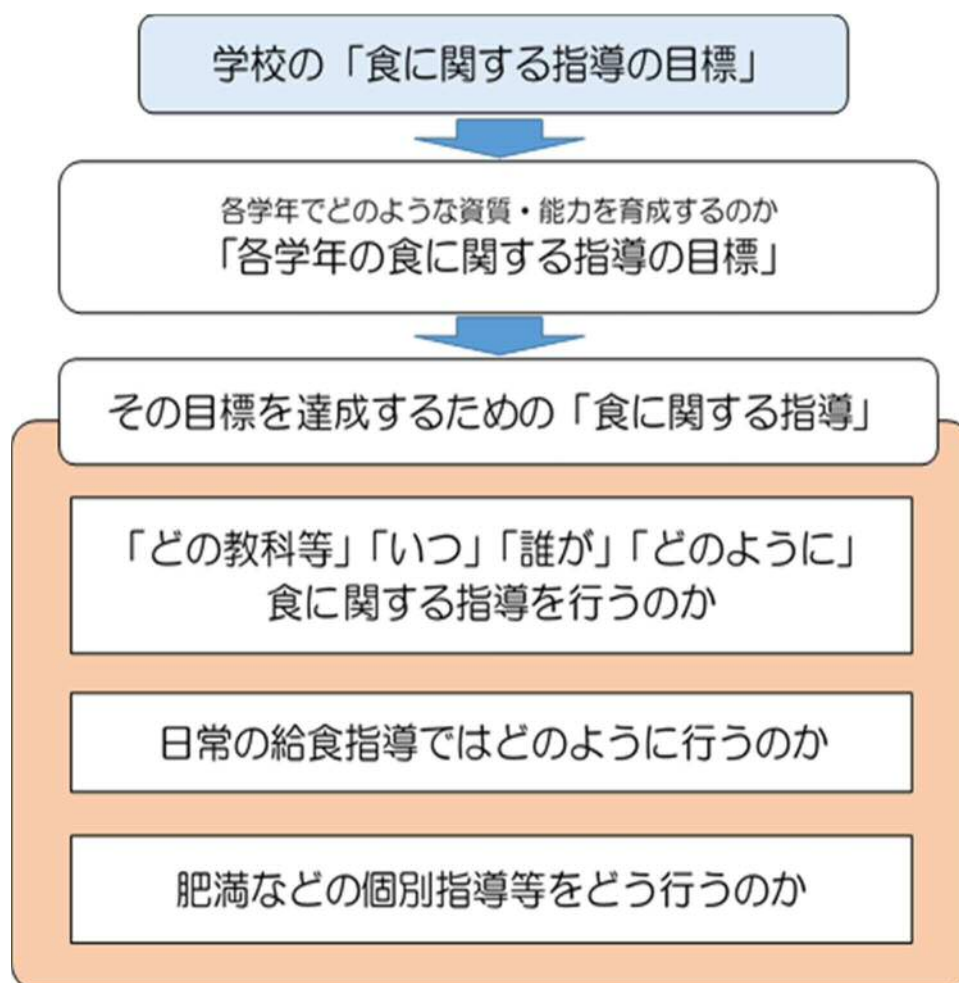 学校の「食に関する指導の目標」
各学年でどのような資質・能力を育成するのか
「各学年の食に関する指導の目標」
その目標を達成するための「食に関する指導」
「どの教科等」「いつ」「誰が」「どのように」
食に関する指導を行うのか
日常の給食指導ではどのように行うのか
肥満などの個別指導等をどう行うのか